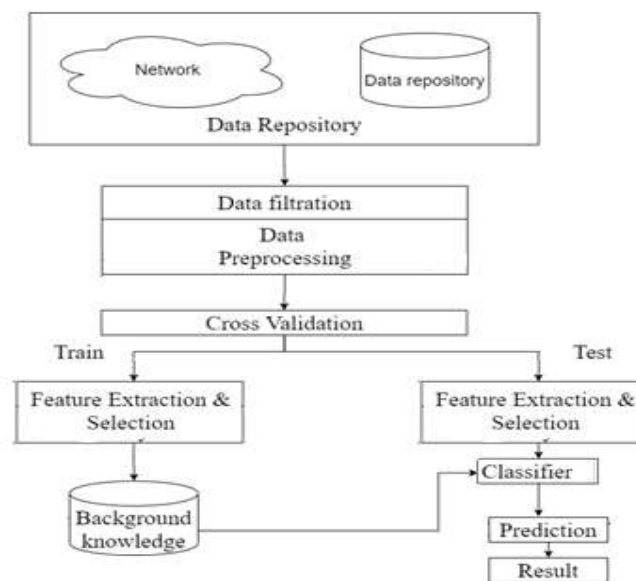 Network
Data repository
Data Repository
Data filtration
Data
Preprocessing
Cross Validation
Train
Test
Feature Extraction &
Selection
Feature Extraction &
Selection
Background
knowledge
Classifier
Prediction
Result